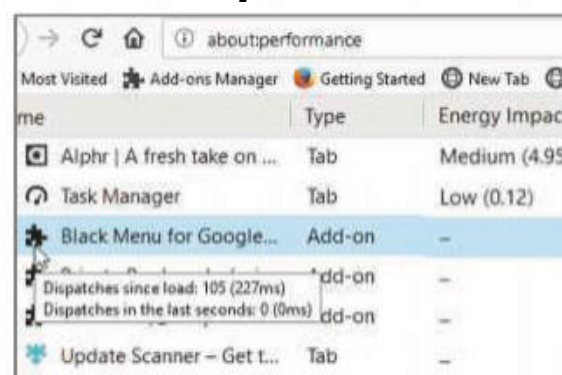 about:performance
Most Visited Add-ons Manager Getting Started New Tab
me Type Energy Impac
Alphr | A fresh take on ... Tab Medium (4.95
Task Manager Tab Low (0.12)
Black Menu for Google... Add-on –
dd-on –
Dispatches since load: 105 (227ms)
Dispatches in the last seconds: 0 (0ms) dd-on –
Update Scanner – Get t... Tab –